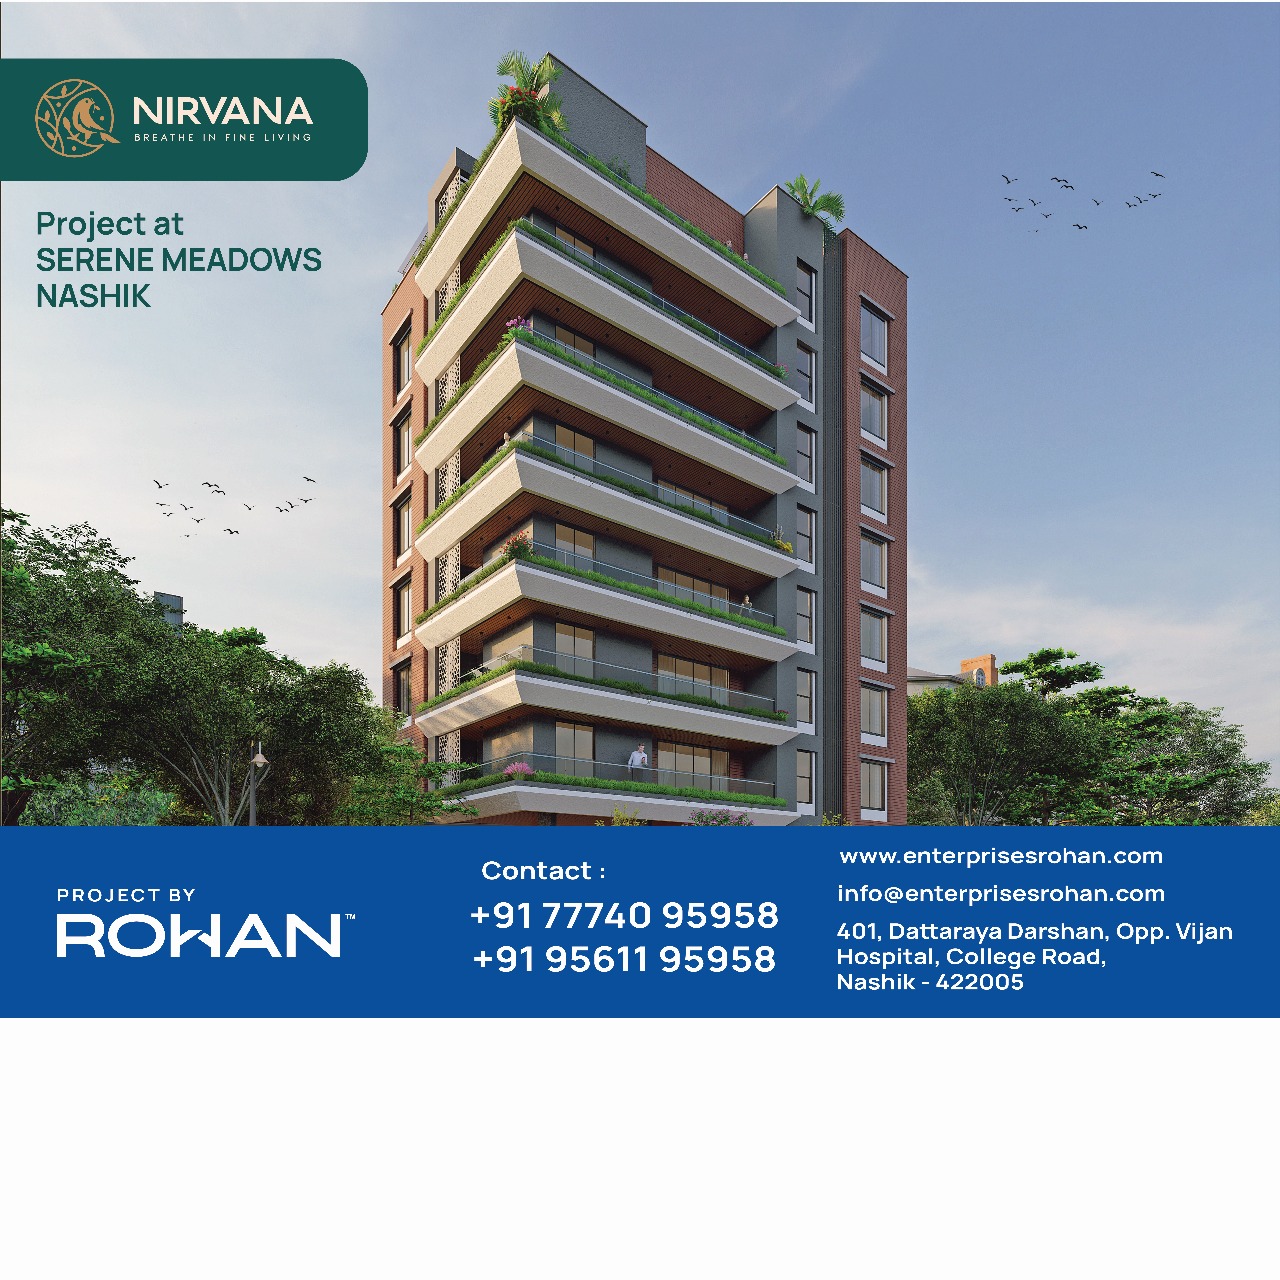 NIRVANA
BREATHE IN FINE LIVING
Project at
SERENE MEADOWS
NASHIK
PROJECT BY
ROHAN™
Contact :
+91 77740 95958
+91 95611 95958
www.enterprisesrohan.com
info@enterprisesrohan.com
401, Dattaraya Darshan, Opp. Vijan
Hospital, College Road,
Nashik - 422005